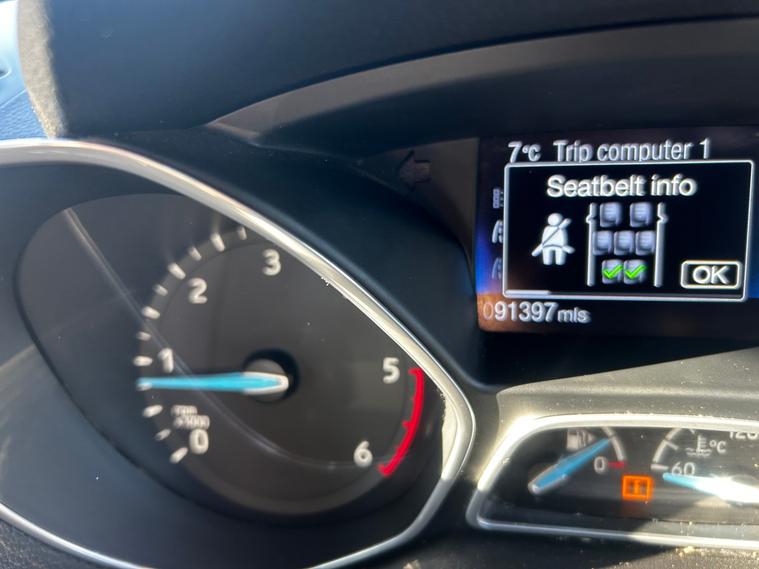 7°C Trip computer 1
Seatbelt info
OK
091397 mls
3
2
1
5
rpm
x1000
0
6
0
60
120
°C